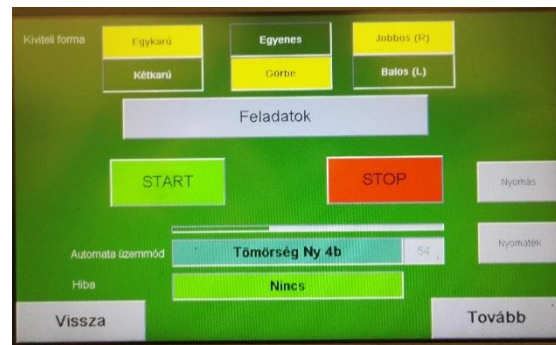 Kiviteli forma
Egykarú
Egyenes
Jobbos (R)
Kétkarú
Görbe
Balos (L)
Feladatok
START
STOP
Nyomás
Automata üzemmód
Tömörség Ny 4b
54
Nyomaték
Hiba
Nincs
Vissza
Tovább